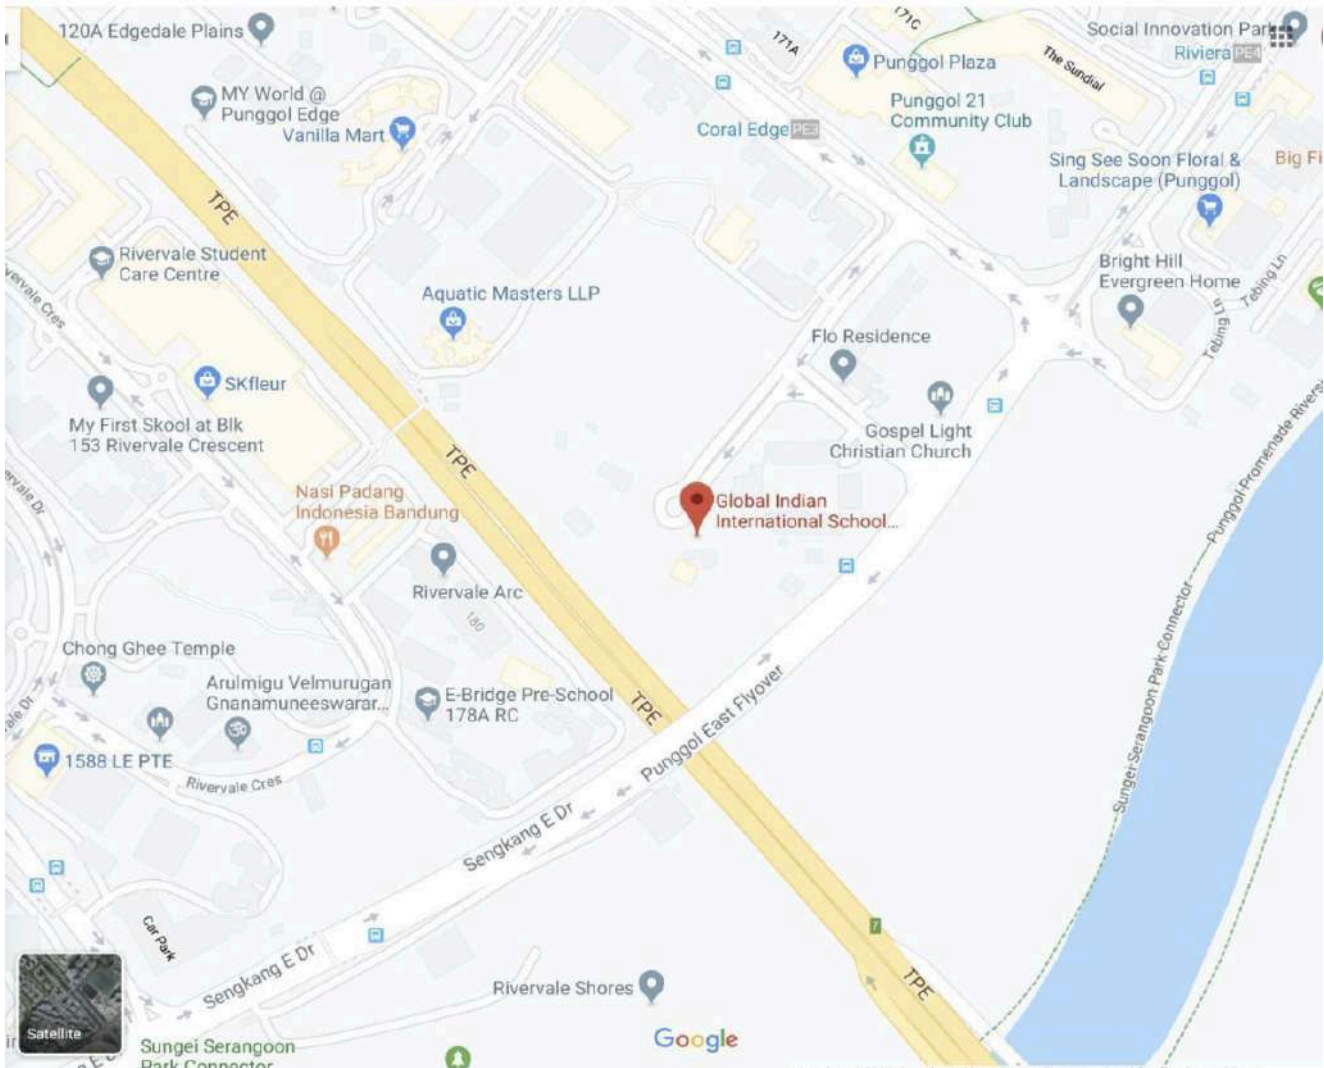 120A Edgedale Plains
171A
171C
Social Innovation Park
Riviera PE4
Punggol Plaza
The Sundial
MY World @
Punggol Edge
Vanilla Mart
Coral Edge PE3
Punggol 21
Community Club
Sing See Soon Floral &
Landscape (Punggol)
Big Fi
TPE
Rivervale Student
Care Centre
Bright Hill
Evergreen Home
Tebing Ln
Tebing Ln
vervale Cres
Aquatic Masters LLP
Flo Residence
SKfleur
My First Skool at Blk
153 Rivervale Crescent
Gospel Light
Christian Church
TPE
Punggol Promenade Riversi
ervale Dr
Nasi Padang
Indonesia Bandung
Global Indian
International School...
Rivervale Arc
180
Chong Ghee Temple
Arulmigu Velmurugan
Gnanamuneeswarar...
E-Bridge Pre-School
178A RC
TPE
Punggol East Flyover
Sungei Serangoon Park Connector
ale Dr
1588 LE PTE
Rivervale Cres
Sengkang E Dr
Car Park
7
Sengkang E Dr
TPE
Rivervale Shores
Satellite
Google
Sungei Serangoon
Park Connector